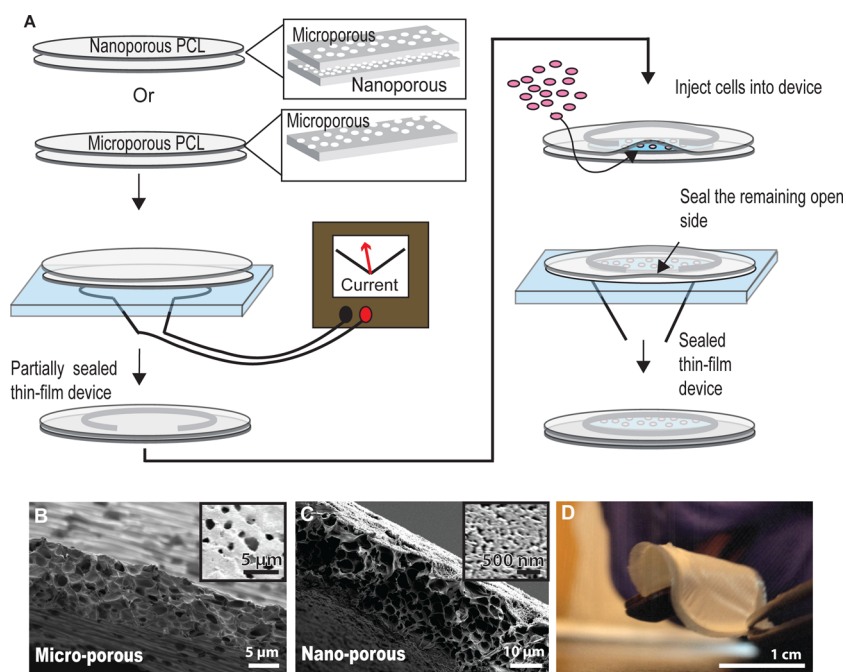 A
Nanoporous PCL
Microporous
Nanoporous
Or
Microporous PCL
Microporous
Current
Partially sealed
thin-film device
Inject cells into device
Seal the remaining open
side
Sealed
thin-film
device
B
5 µm
Micro-porous
5 µm
C
500 nm
Nano-porous
10 µm
D
1 cm